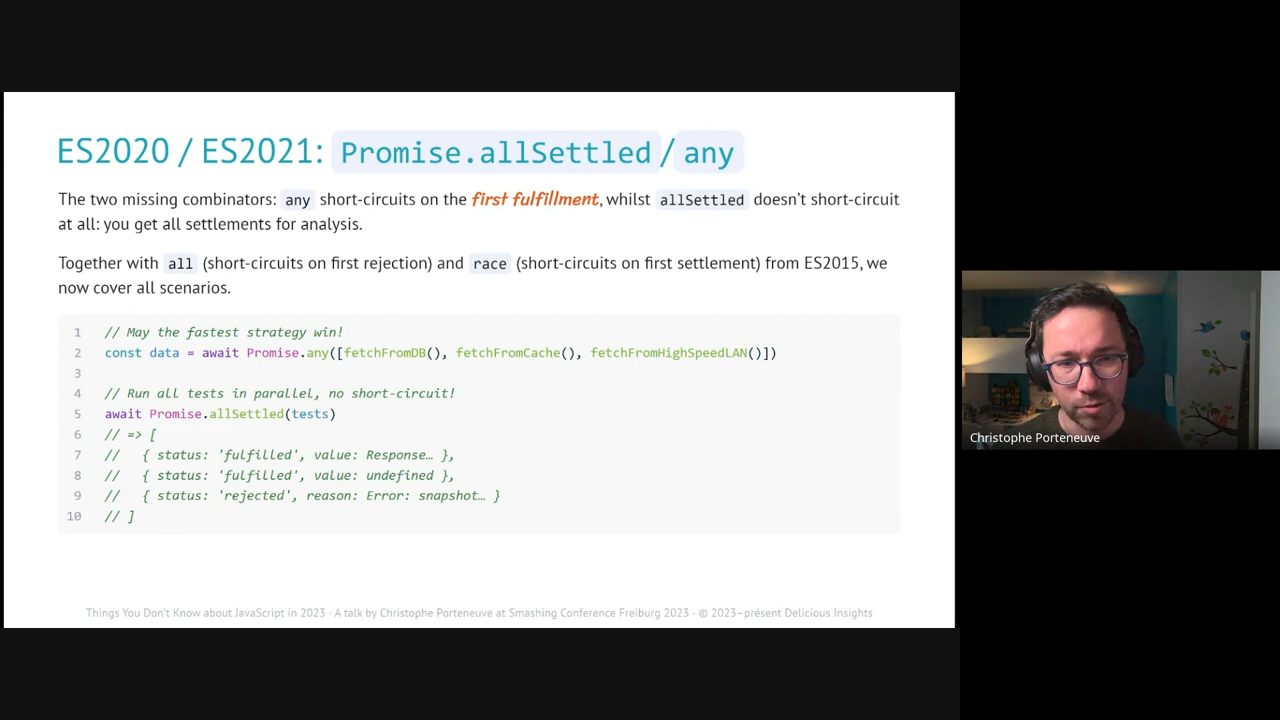 ES2020 / ES2021: Promise.allSettled/any
The two missing combinators: any short-circuits on the first fulfillment, whilst allSettled doesn't short-circuit
at all: you get all settlements for analysis.
Together with all (short-circuits on first rejection) and race (short-circuits on first settlement) from ES2015, we
now cover all scenarios.
1 // May the fastest strategy win!
2 const data = await Promise.any([fetchFromDB(), fetchFromCache(), fetchFromHighSpeedLAN()])
3
4 // Run all tests in parallel, no short-circuit!
5 await Promise.allSettled(tests)
6 // => [
7 //   { status: 'fulfilled', value: Response… },
8 //   { status: 'fulfilled', value: undefined },
9 //   { status: 'rejected', reason: Error: snapshot… }
10 // ]
Things You Don't Know about JavaScript in 2023 · A talk by Christophe Porteneuve at Smashing Conference Freiburg 2023 · © 2023–présent Delicious Insights
Christophe Porteneuve